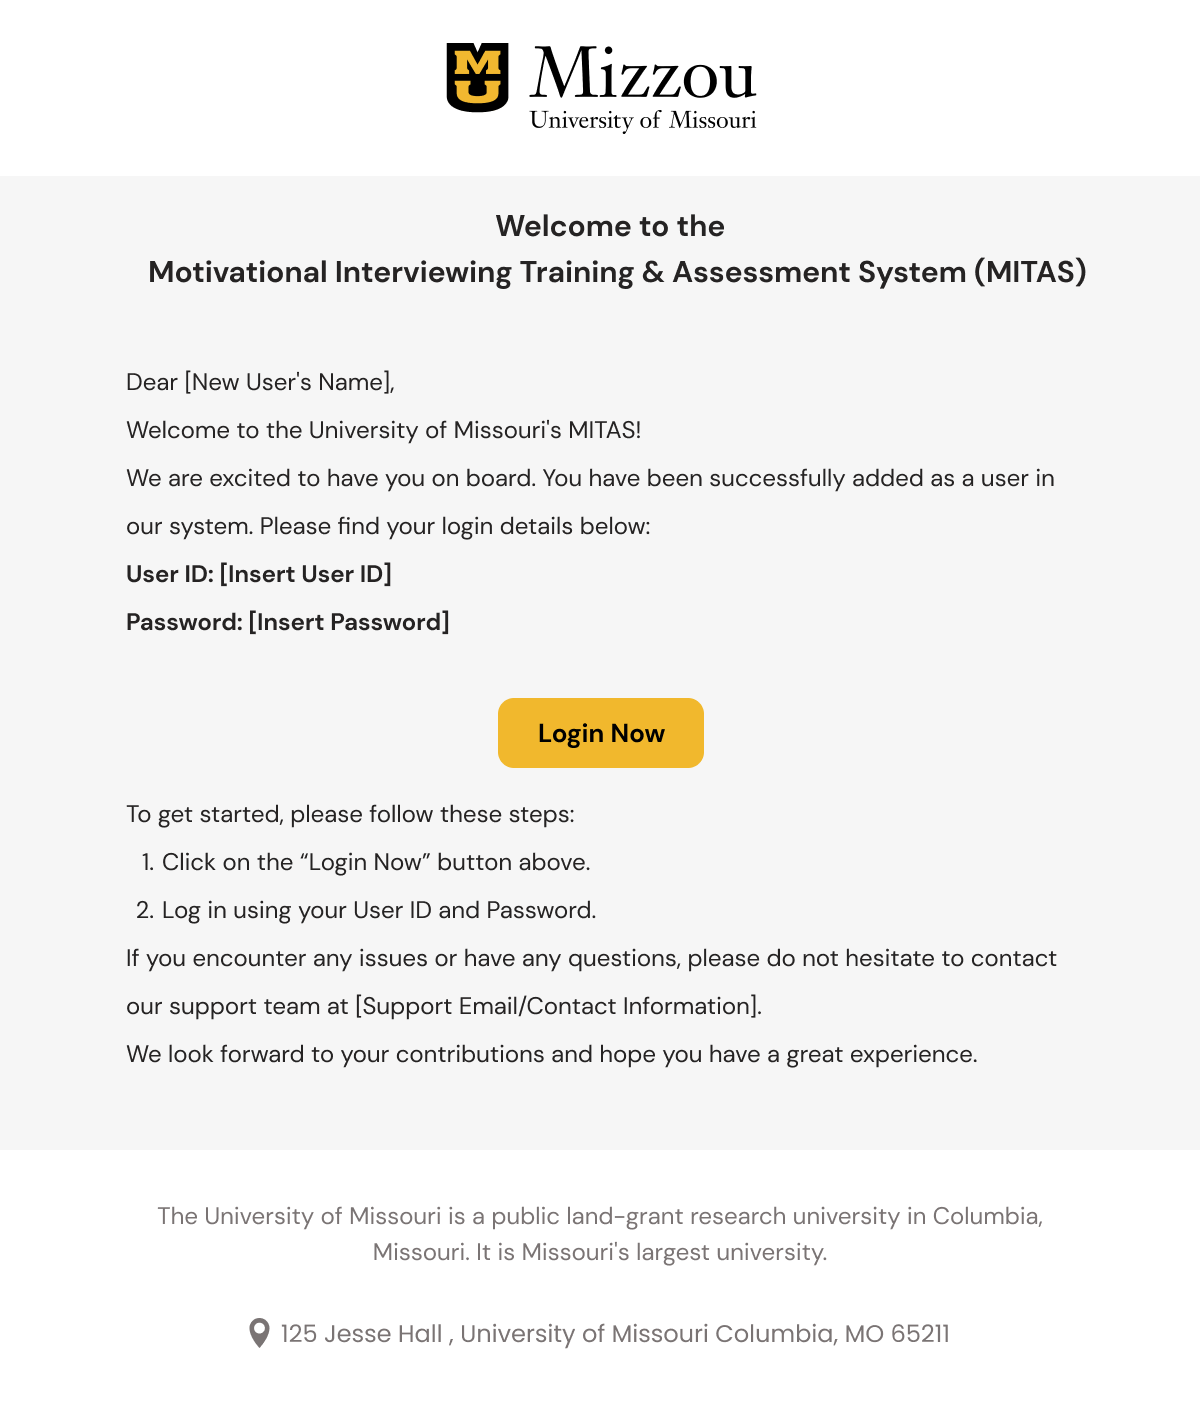 MU
Mizzou
University of Missouri
Welcome to the
Motivational Interviewing Training & Assessment System (MITAS)
Dear [New User's Name],
Welcome to the University of Missouri's MITAS!
We are excited to have you on board. You have been successfully added as a user in
our system. Please find your login details below:
User ID: [Insert User ID]
Password: [Insert Password]
Login Now
To get started, please follow these steps:
1. Click on the “Login Now” button above.
2. Log in using your User ID and Password.
If you encounter any issues or have any questions, please do not hesitate to contact
our support team at [Support Email/Contact Information].
We look forward to your contributions and hope you have a great experience.
The University of Missouri is a public land-grant research university in Columbia,
Missouri. It is Missouri's largest university.
125 Jesse Hall , University of Missouri Columbia, MO 65211